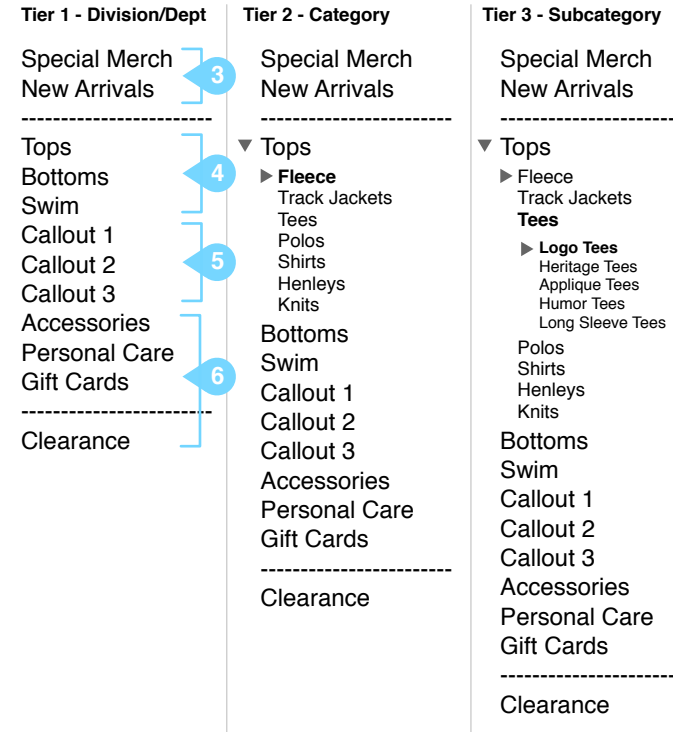 Tier 1 - Division/Dept
Special Merch
New Arrivals
3
-------------------------
Tops
Bottoms
Swim
4
Callout 1
Callout 2
Callout 3
5
Accessories
Personal Care
Gift Cards
6
-------------------------
Clearance
Tier 2 - Category
Special Merch
New Arrivals
-------------------------
▼ Tops
▶ Fleece
Track Jackets
Tees
Polos
Shirts
Henleys
Knits
Bottoms
Swim
Callout 1
Callout 2
Callout 3
Accessories
Personal Care
Gift Cards
-------------------------
Clearance
Tier 3 - Subcategory
Special Merch
New Arrivals
-----------------------
▼ Tops
▶ Fleece
Track Jackets
Tees
▶ Logo Tees
Heritage Tees
Applique Tees
Humor Tees
Long Sleeve Tees
Polos
Shirts
Henleys
Knits
Bottoms
Swim
Callout 1
Callout 2
Callout 3
Accessories
Personal Care
Gift Cards
-----------------------
Clearance